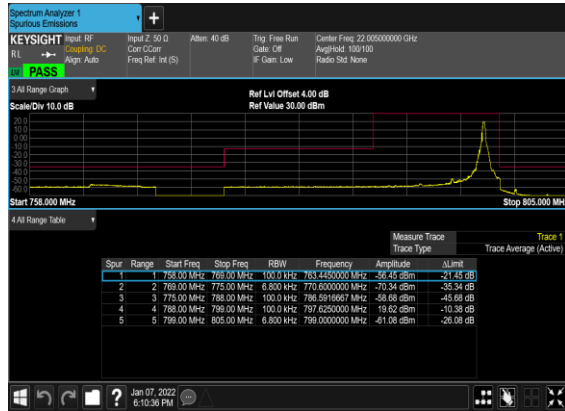 Spectrum Analyzer 1
Spurious Emissions
+
KEYSIGHT Input: RF Input Z: 50 Ω Atten: 40 dB Trig: Free Run Center Freq: 22.005000000 GHz
RL Coupling: DC Corr CCorr Gate: Off Avg|Hold: 100/100
Align: Auto Freq Ref: Int (S) IF Gain: Low Radio Std: None
LXI PASS
3 All Range Graph
Ref Lvl Offset 4.00 dB
Scale/Div 10.0 dB Ref Value 30.00 dBm
20.0
10.0
0.00
-10.0
-20.0
-30.0
-40.0
-50.0
-60.0
Start 758.000 MHz Stop 805.000 MH
4 All Range Table
Measure Trace Trace 1
Trace Type Trace Average (Active)
Spur Range Start Freq Stop Freq RBW Frequency Amplitude ΔLimit
1 1 758.00 MHz 769.00 MHz 100.0 kHz 763.4450000 MHz -56.45 dBm -21.45 dB
2 2 769.00 MHz 775.00 MHz 6.800 kHz 770.6000000 MHz -70.34 dBm -35.34 dB
3 3 775.00 MHz 788.00 MHz 100.0 kHz 786.5916667 MHz -58.68 dBm -45.68 dB
4 4 788.00 MHz 799.00 MHz 100.0 kHz 797.6250000 MHz 19.62 dBm -10.38 dB
5 5 799.00 MHz 805.00 MHz 6.800 kHz 799.0000000 MHz -61.08 dBm -26.08 dB
? Jan 07, 2022
6:10:36 PM